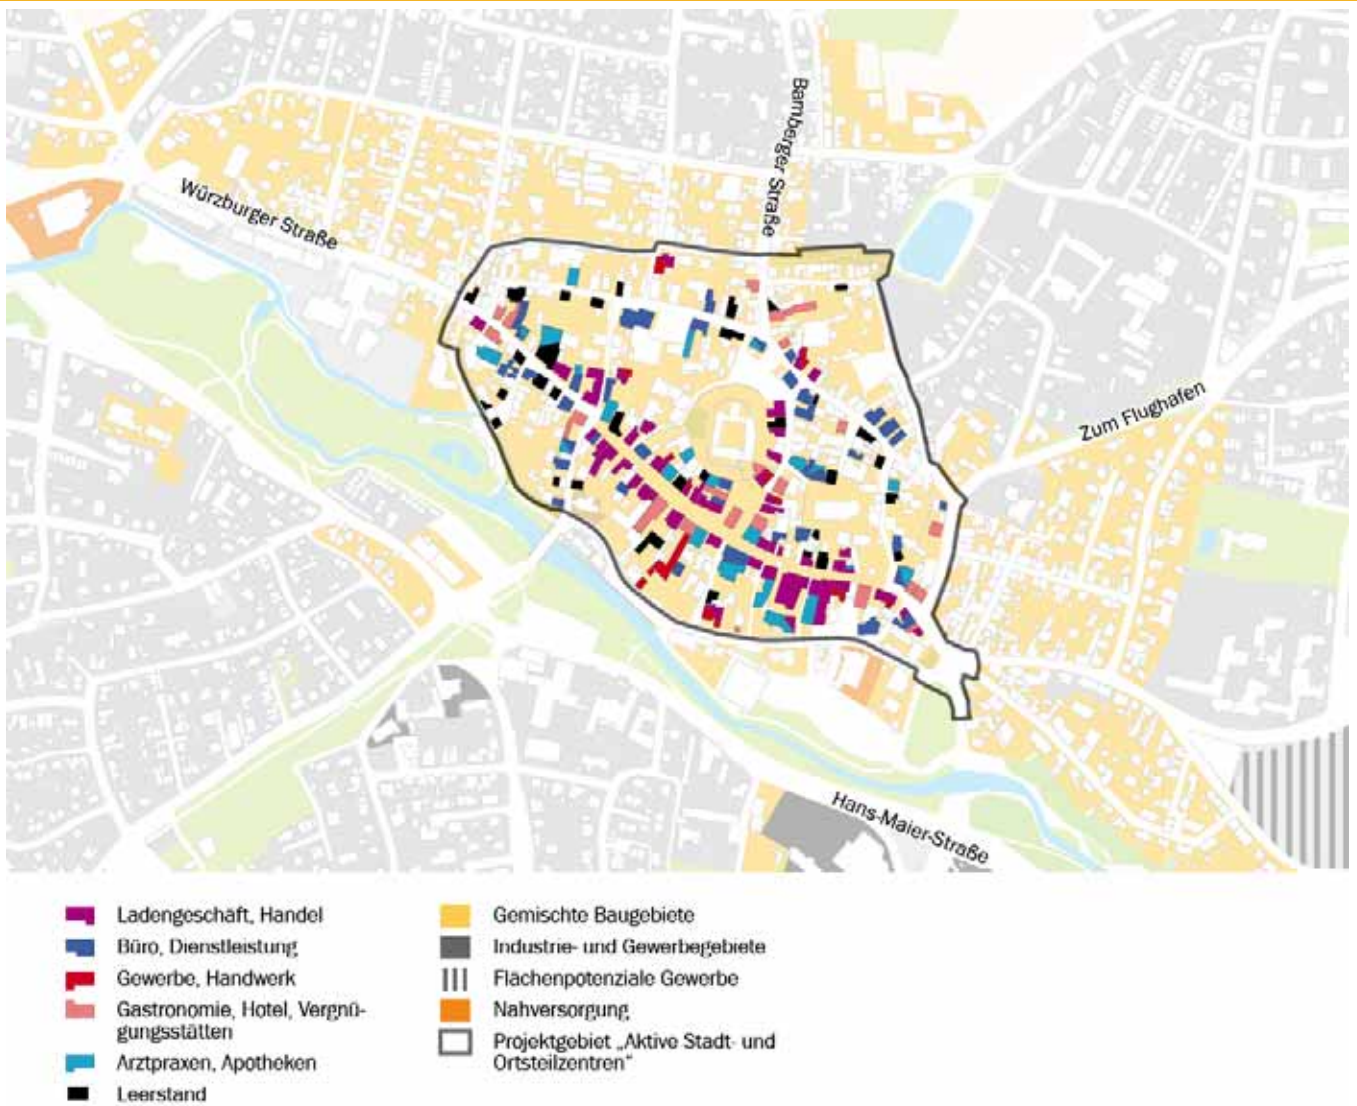 Bamberger Straße
Würzburger Straße
Zum Flughafen
Hans-Maier-Straße
Ladengeschäft, Handel
Büro, Dienstleistung
Gewerbe, Handwerk
Gastronomie, Hotel, Vergnü-
gungsstätten
Arztpraxen, Apotheken
Leerstand
Gemischte Baugebiete
Industrie- und Gewerbegebiete
Flächenpotenziale Gewerbe
Nahversorgung
Projektgebiet „Aktive Stadt- und
Ortsteilzentren“